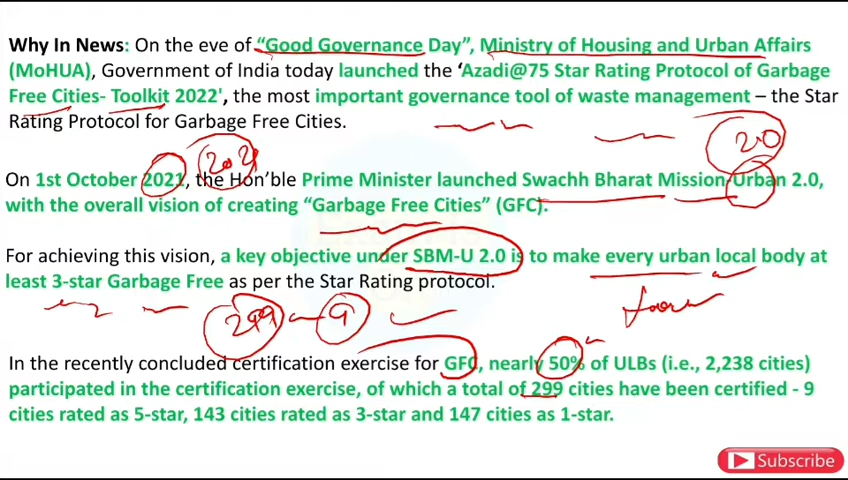 Why In News: On the eve of “Good Governance Day”, Ministry of Housing and Urban Affairs
(MoHUA), Government of India today launched the ‘Azadi@75 Star Rating Protocol of Garbage
Free Cities- Toolkit 2022', the most important governance tool of waste management – the Star
Rating Protocol for Garbage Free Cities.
2.0
202
On 1st October 2021, the Hon’ble Prime Minister launched Swachh Bharat Mission Urban 2.0,
with the overall vision of creating “Garbage Free Cities” (GFC).
For achieving this vision, a key objective under SBM-U 2.0 is to make every urban local body at
least 3-star Garbage Free as per the Star Rating protocol.
299 9
In the recently concluded certification exercise for GFC, nearly 50% of ULBs (i.e., 2,238 cities)
participated in the certification exercise, of which a total of 299 cities have been certified - 9
cities rated as 5-star, 143 cities rated as 3-star and 147 cities as 1-star.
Subscribe